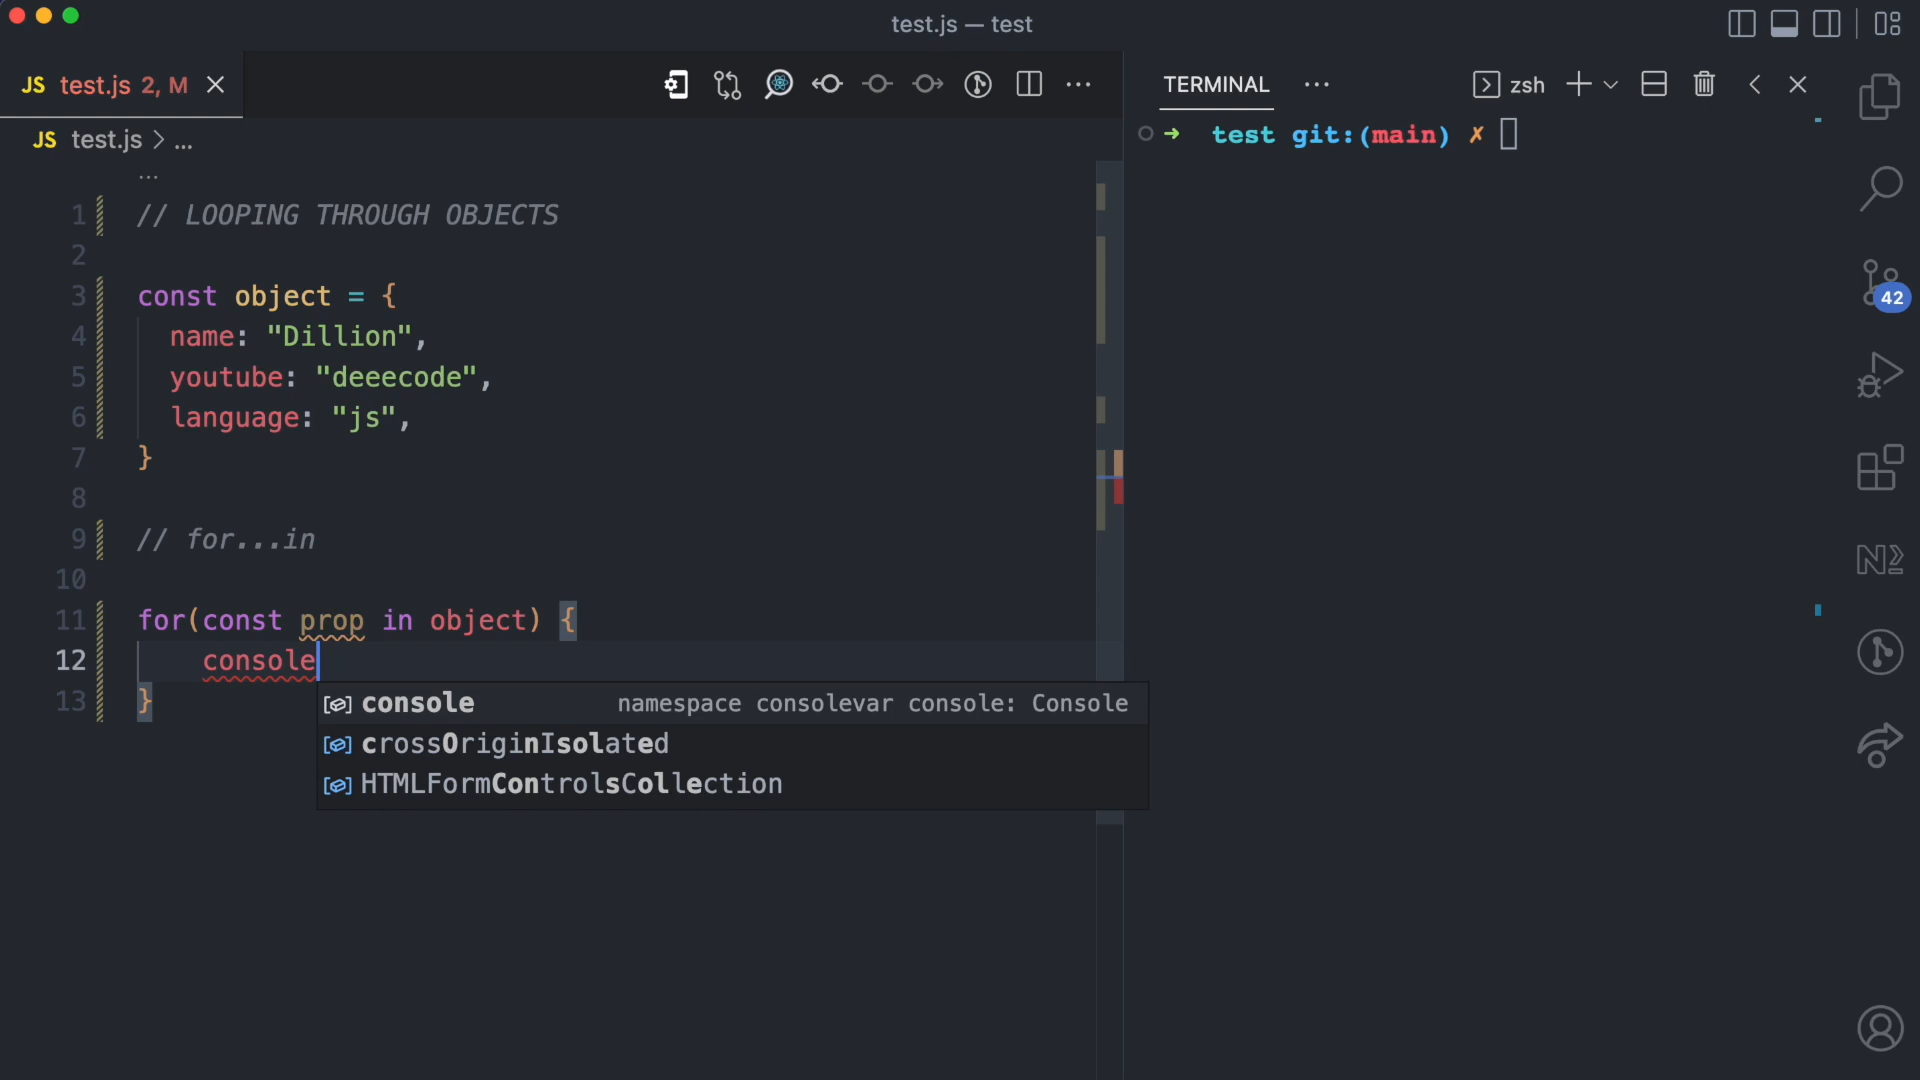 test.js — test
JS test.js 2, M
TERMINAL ...
zsh
JS test.js > ...
→ test git:(main) ✗
...
1 // LOOPING THROUGH OBJECTS
2
3 const object = {
4 name: "Dillion",
5 youtube: "deeecode",
6 language: "js",
7 }
8
9 // for...in
10
11 for(const prop in object) {
12 console
13 }
console namespace consolevar console: Console
crossOriginIsolated
HTMLFormControlsCollection
42